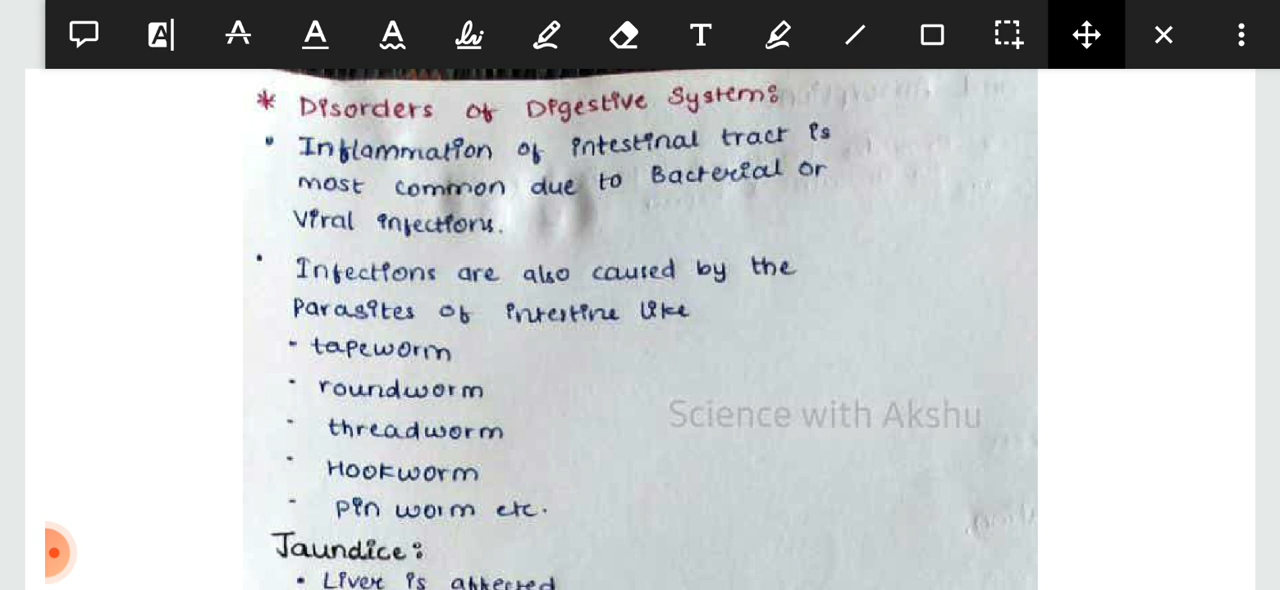 * Disorders of Digestive System:
• Inflammation of intestinal tract is
most common due to Bacterial or
Viral infections.
• Infections are also caused by the
Parasites of intestine like
- tapeworm
- roundworm
- threadworm
- Hookworm
- pin worm etc.
Science with Akshu
Jaundice:
• Liver is affected